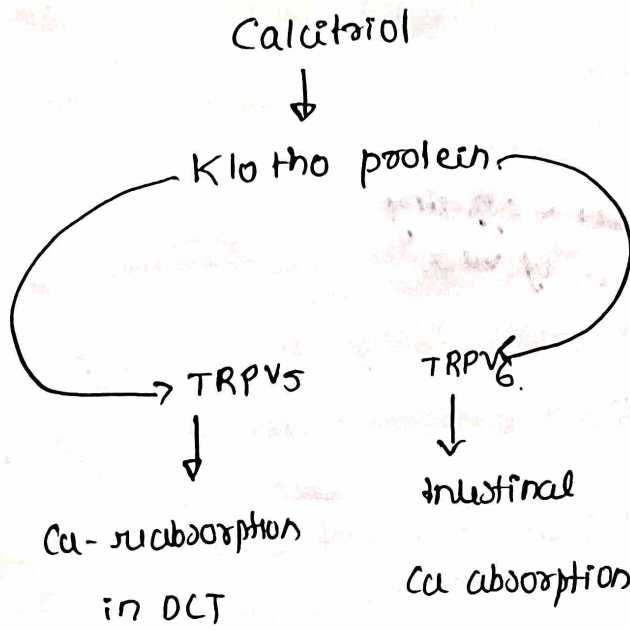 Calcitriol
Klotho protein
TRPV5
TRPV6.
Ca-reabsorption
in DCT
Intestinal
Ca absorption